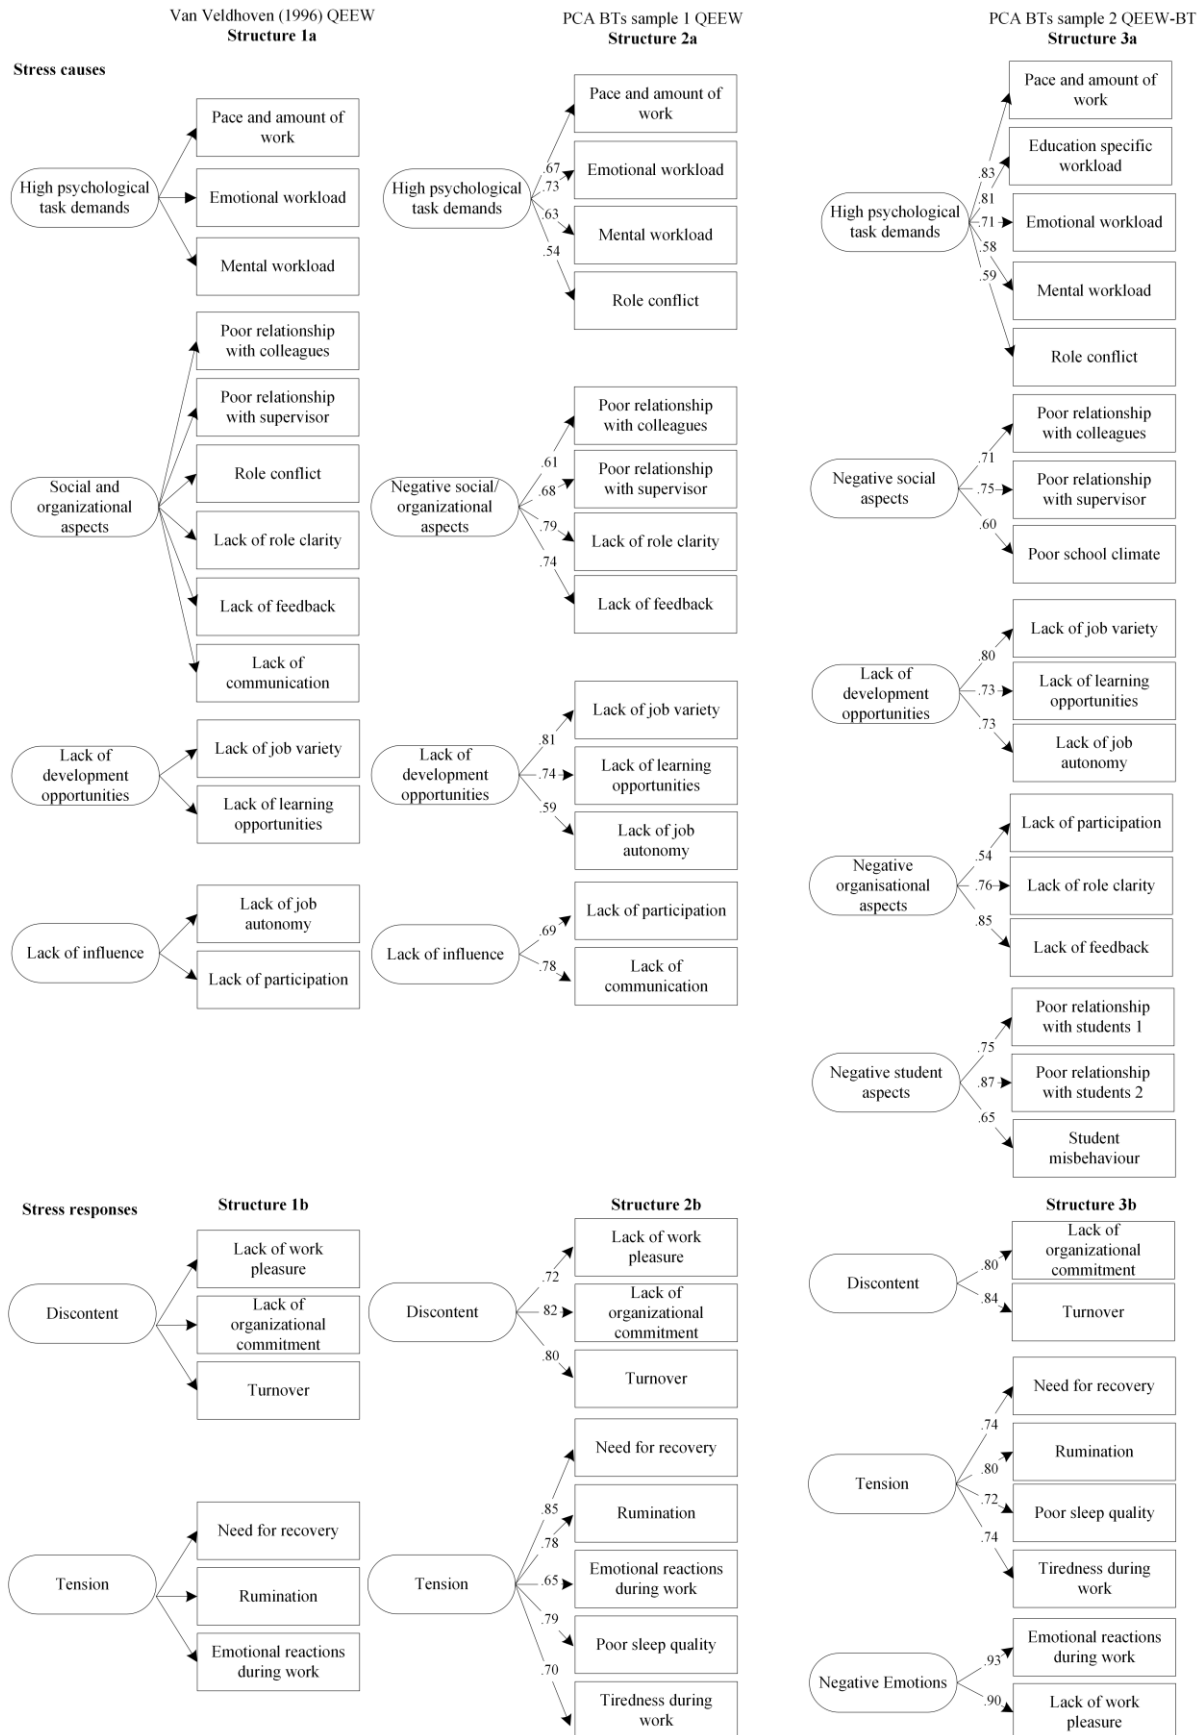 Van Veldhoven (1996) QEEW
Structure 1a
PCA BTs sample 1 QEEW
Structure 2a
PCA BTs sample 2 QEEW-BT
Structure 3a
Stress causes
High psychological
task demands
Pace and amount of
work
Emotional workload
Mental workload
Social and
organizational
aspects
Poor relationship
with colleagues
Poor relationship
with supervisor
Role conflict
Lack of role clarity
Lack of feedback
Lack of
communication
Lack of
development
opportunities
Lack of job variety
Lack of learning
opportunities
Lack of influence
Lack of job
autonomy
Lack of participation
High psychological
task demands
.67
.73
.63
.54
Pace and amount of
work
Emotional workload
Mental workload
Role conflict
Negative social/
organizational
aspects
.61
.68
.79
.74
Poor relationship
with colleagues
Poor relationship
with supervisor
Lack of role clarity
Lack of feedback
Lack of
development
opportunities
.81
.74
.59
Lack of job variety
Lack of learning
opportunities
Lack of job
autonomy
Lack of influence
.69
.78
Lack of participation
Lack of
communication
High psychological
task demands
.83
.81
.71
.58
.59
Pace and amount of
work
Education specific
workload
Emotional workload
Mental workload
Role conflict
Negative social
aspects
.71
.75
.60
Poor relationship
with colleagues
Poor relationship
with supervisor
Poor school climate
Lack of
development
opportunities
.80
.73
.73
Lack of job variety
Lack of learning
opportunities
Lack of job
autonomy
Negative
organisational
aspects
.54
.76
.85
Lack of participation
Lack of role clarity
Lack of feedback
Negative student
aspects
.75
.87
.65
Poor relationship
with students 1
Poor relationship
with students 2
Student
misbehaviour
Stress responses
Structure 1b
Discontent
Lack of work
pleasure
Lack of
organizational
commitment
Turnover
Tension
Need for recovery
Rumination
Emotional reactions
during work
Structure 2b
Discontent
.72
.82
.80
Lack of work
pleasure
Lack of
organizational
commitment
Turnover
Tension
.85
.78
.65
.79
.70
Need for recovery
Rumination
Emotional reactions
during work
Poor sleep quality
Tiredness during
work
Structure 3b
Discontent
.80
.84
Lack of
organizational
commitment
Turnover
Tension
.74
.80
.72
.74
Need for recovery
Rumination
Poor sleep quality
Tiredness during
work
Negative Emotions
.93
.90
Emotional reactions
during work
Lack of work
pleasure